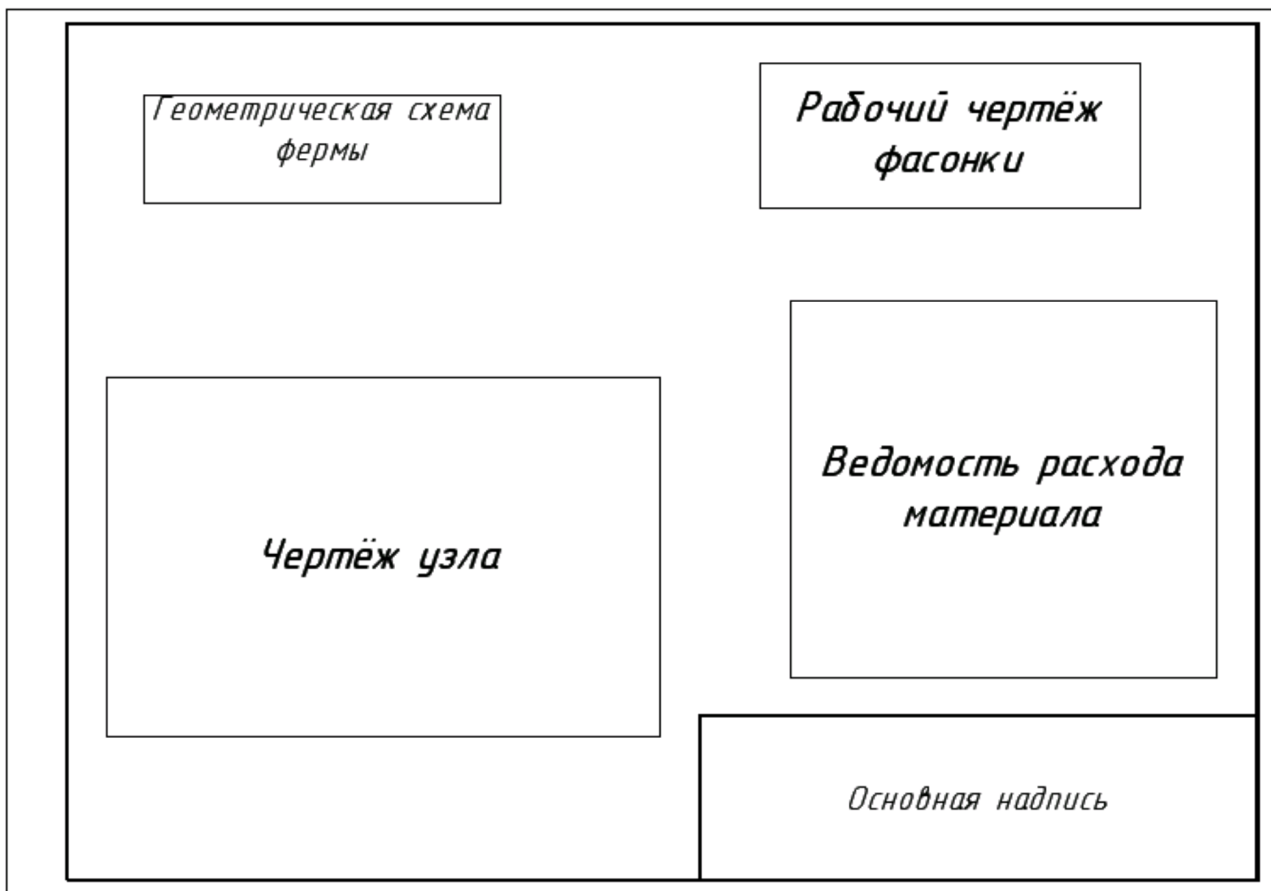 Геометрическая схема
фермы
Рабочий чертёж
фасонки
Чертёж узла
Ведомость расхода
материала
Основная надпись